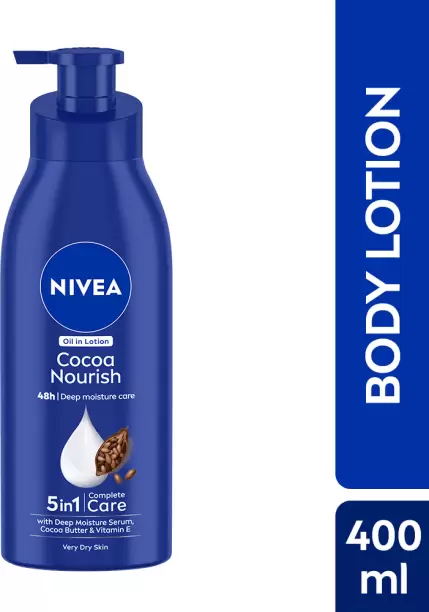 NIVEA
Oil in Lotion
Cocoa
Nourish
48h | Deep moisture care
5in1 | Complete
Care
with Deep Moisture Serum,
Cocoa Butter & Vitamin E
Very Dry Skin
BODY LOTION
400
ml